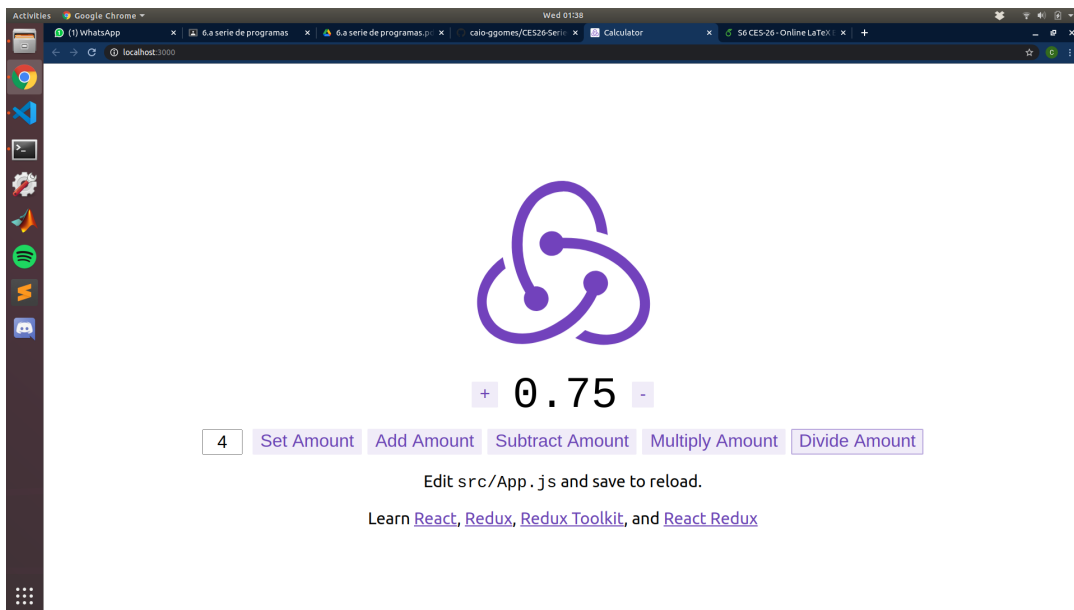 Activities Google Chrome Wed 01:38
(1) WhatsApp 6.a serie de programas 6.a serie de programas.pd caio-ggomes/CES26-Serie Calculator S6 CES-26 - Online LaTeX E
localhost:3000 C
+ 0.75 -
4 Set Amount Add Amount Subtract Amount Multiply Amount Divide Amount
Edit src/App.js and save to reload.
Learn React, Redux, Redux Toolkit, and React Redux